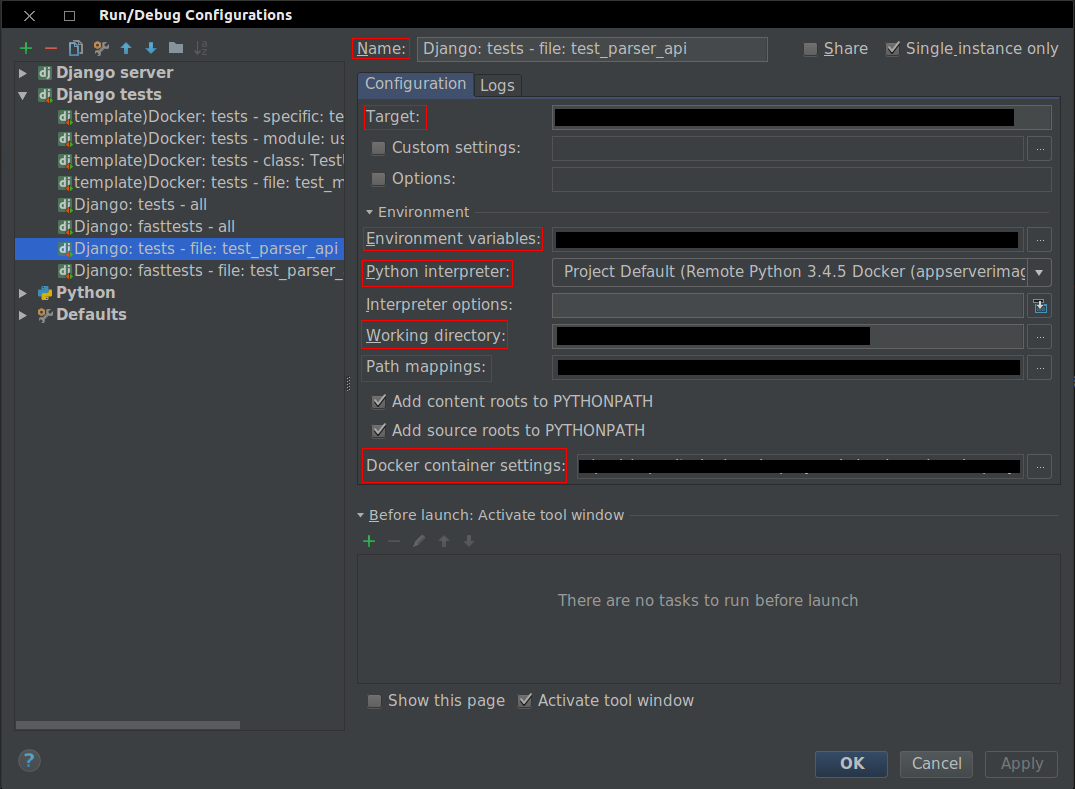 Run/Debug Configurations
Name: Django: tests - file: test_parser_api Share Single instance only
Django server
Django tests
template)Docker: tests - specific: te
template)Docker: tests - module: us
template)Docker: tests - class: Test
template)Docker: tests - file: test_m
Django: tests - all
Django: fasttests - all
Django: tests - file: test_parser_api
Django: fasttests - file: test_parser_
Python
Defaults
Configuration Logs
Target:
Custom settings: ...
Options:
Environment
Environment variables: ...
Python interpreter: Project Default (Remote Python 3.4.5 Docker (appserverimag
Interpreter options:
Working directory: ...
Path mappings: ...
Add content roots to PYTHONPATH
Add source roots to PYTHONPATH
Docker container settings: ...
Before launch: Activate tool window
There are no tasks to run before launch
Show this page Activate tool window
? OK Cancel Apply